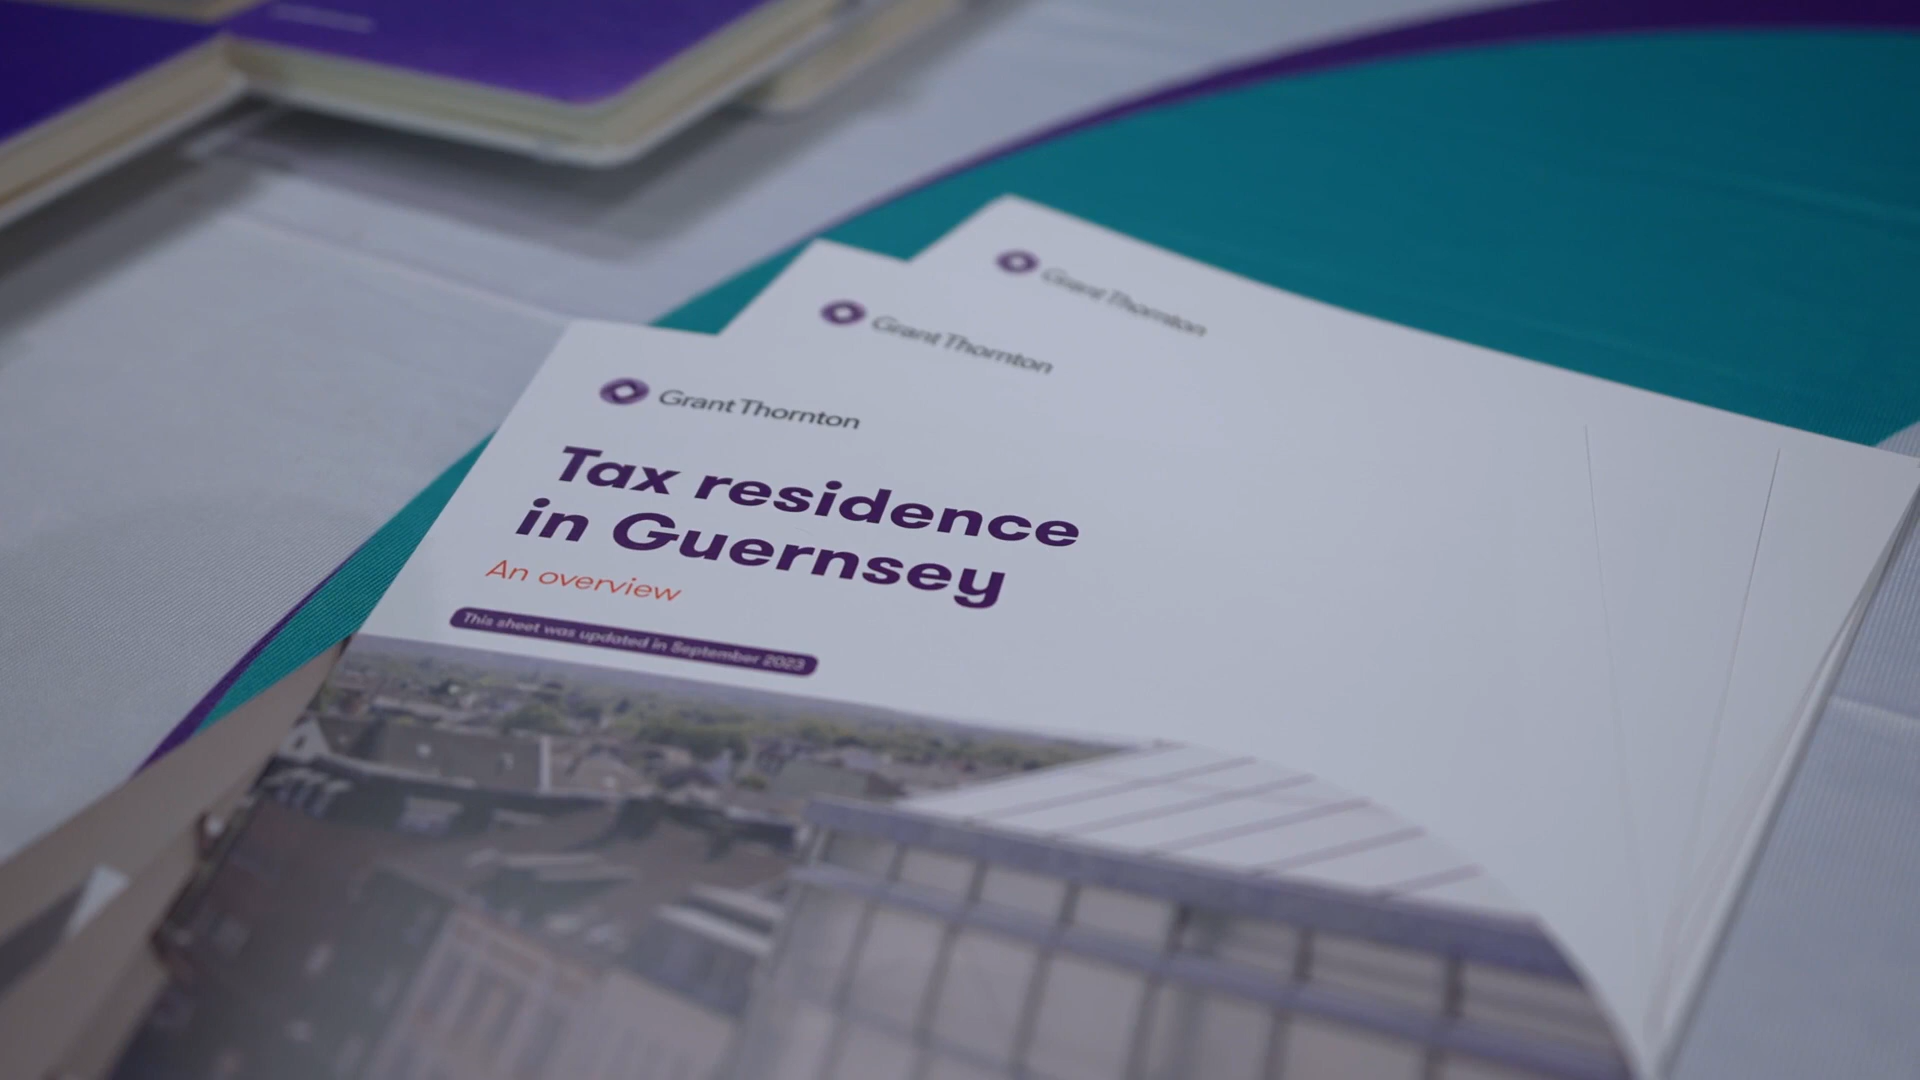 Grant Thornton
Grant Thornton
Grant Thornton
Tax residence
in Guernsey
An overview
This sheet was updated in September 2023